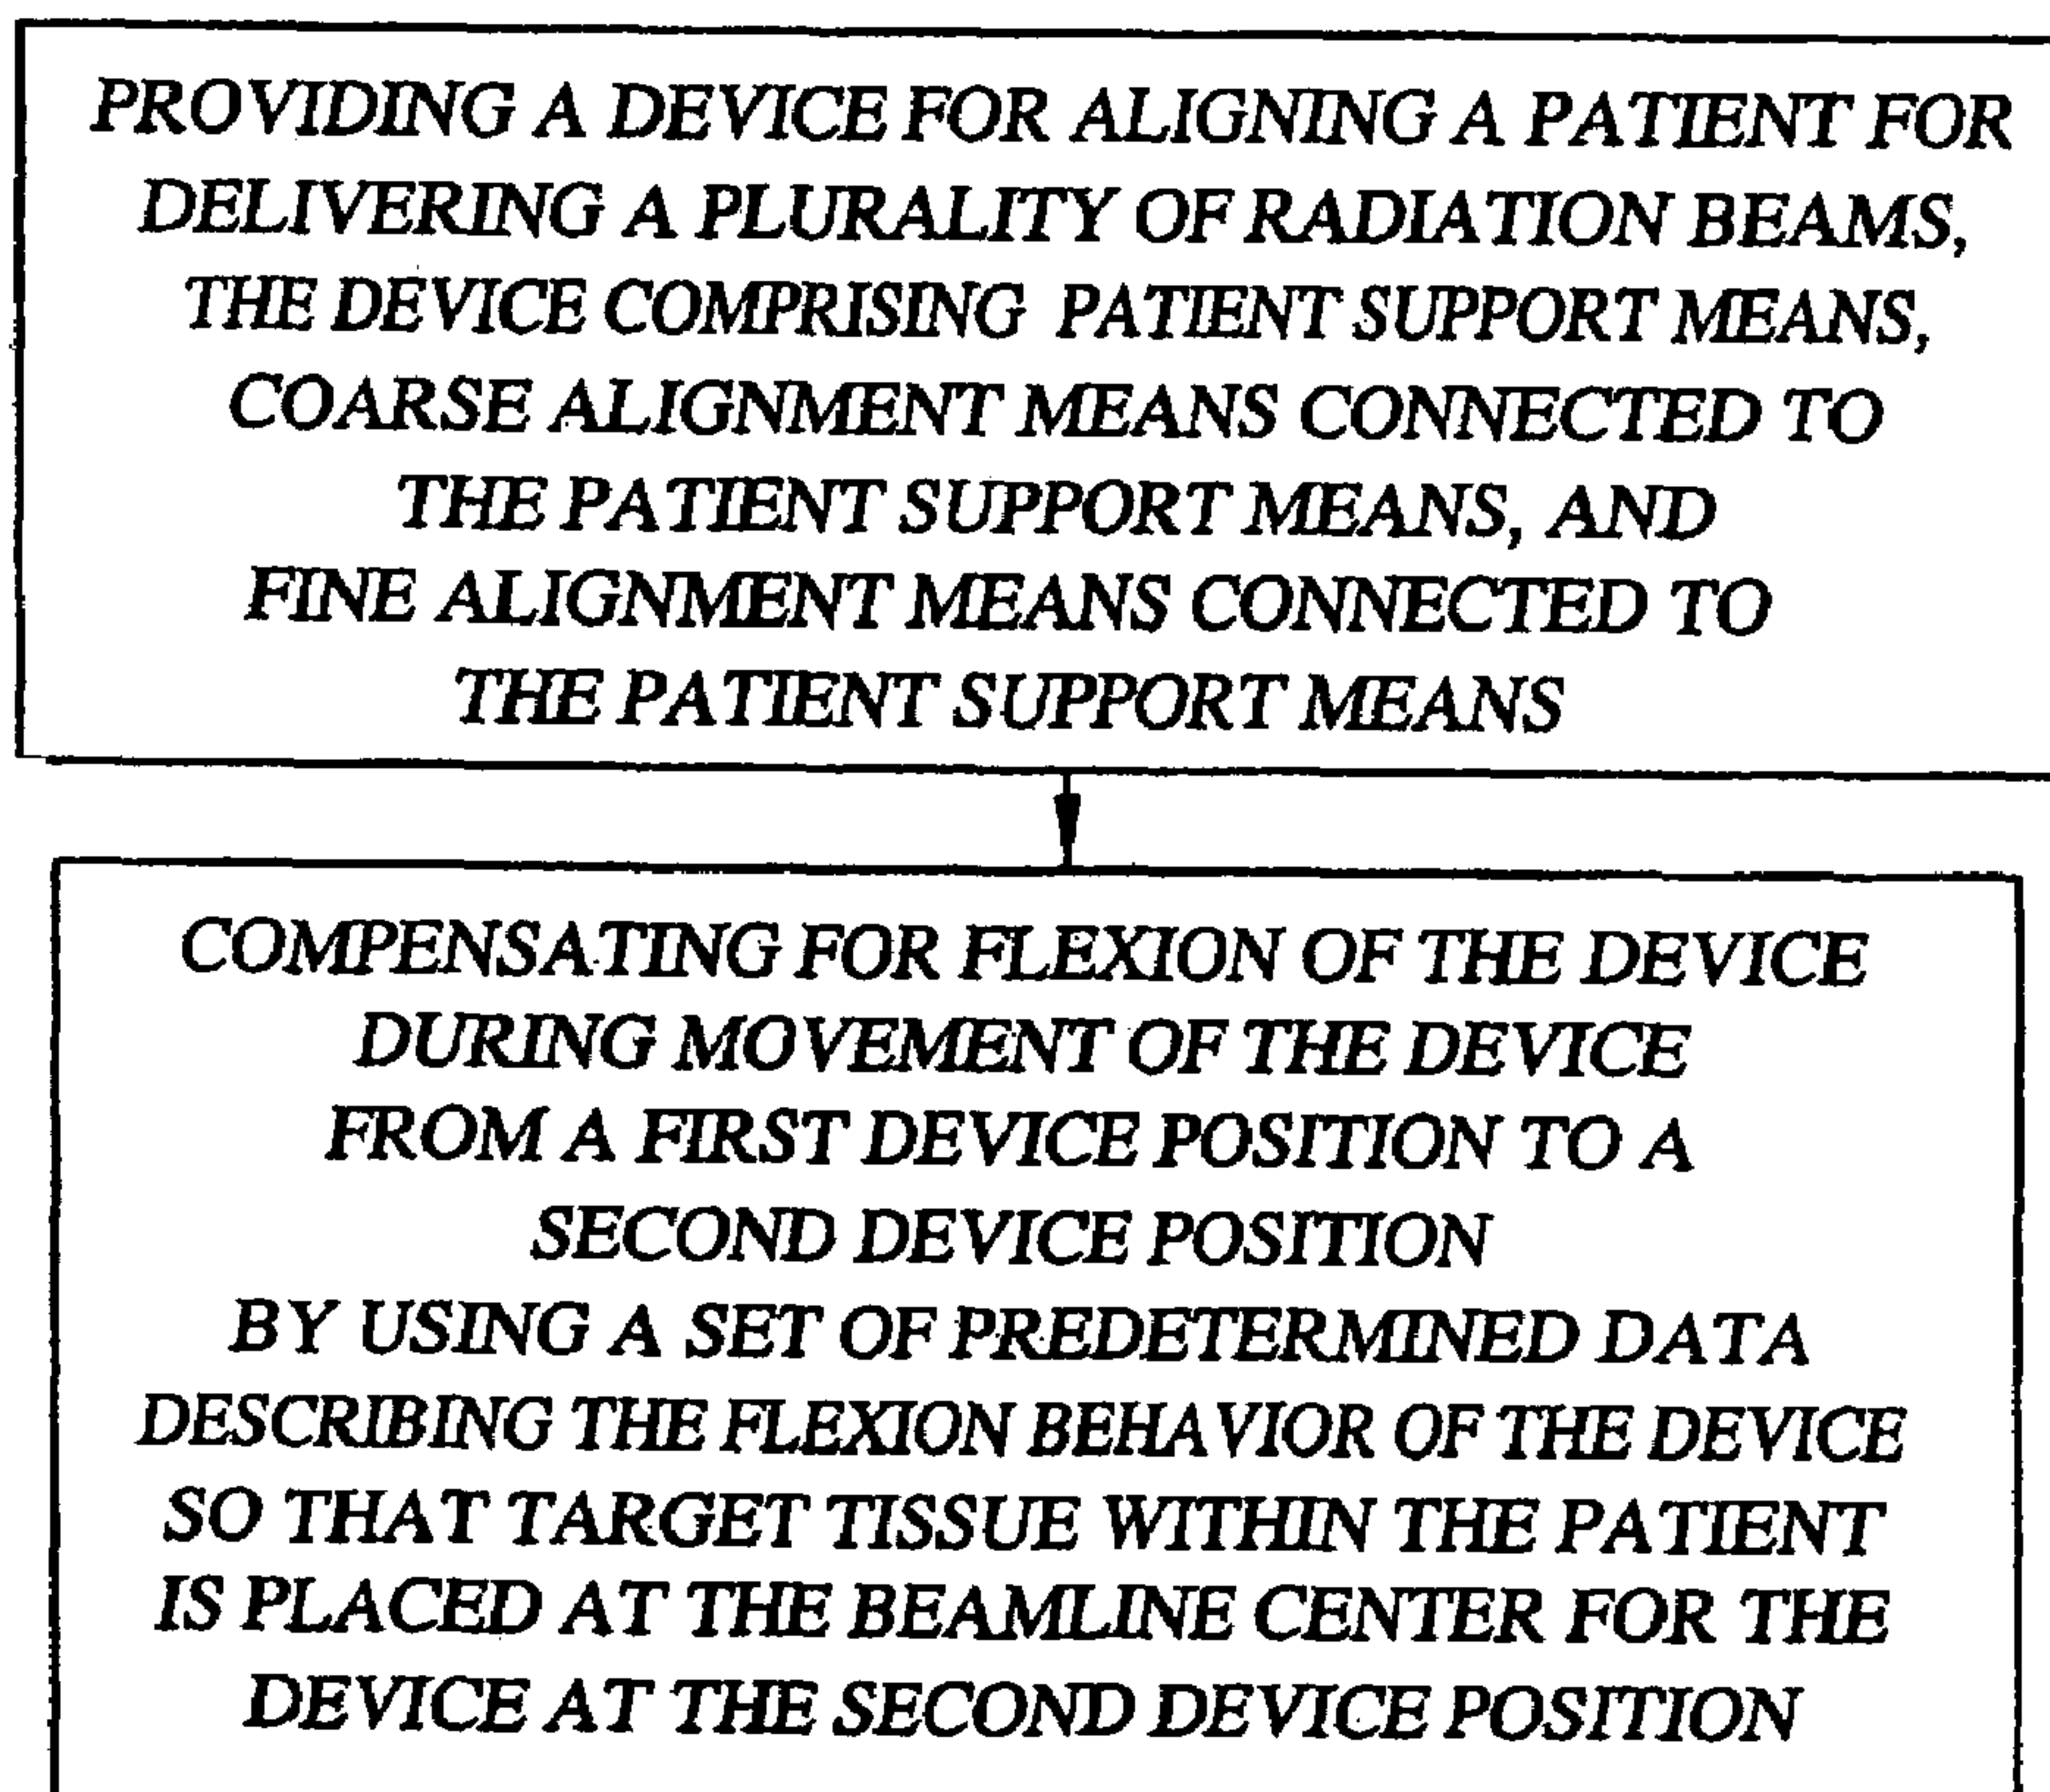 PROVIDING A DEVICE FOR ALIGNING A PATIENT FOR
DELIVERING A PLURALITY OF RADIATION BEAMS,
THE DEVICE COMPRISING PATIENT SUPPORT MEANS,
COARSE ALIGNMENT MEANS CONNECTED TO
THE PATIENT SUPPORT MEANS, AND
FINE ALIGNMENT MEANS CONNECTED TO
THE PATIENT SUPPORT MEANS
COMPENSATING FOR FLEXION OF THE DEVICE
DURING MOVEMENT OF THE DEVICE
FROM A FIRST DEVICE POSITION TO A
SECOND DEVICE POSITION
BY USING A SET OF PREDETERMINED DATA
DESCRIBING THE FLEXION BEHAVIOR OF THE DEVICE
SO THAT TARGET TISSUE WITHIN THE PATIENT
IS PLACED AT THE BEAMLINE CENTER FOR THE
DEVICE AT THE SECOND DEVICE POSITION